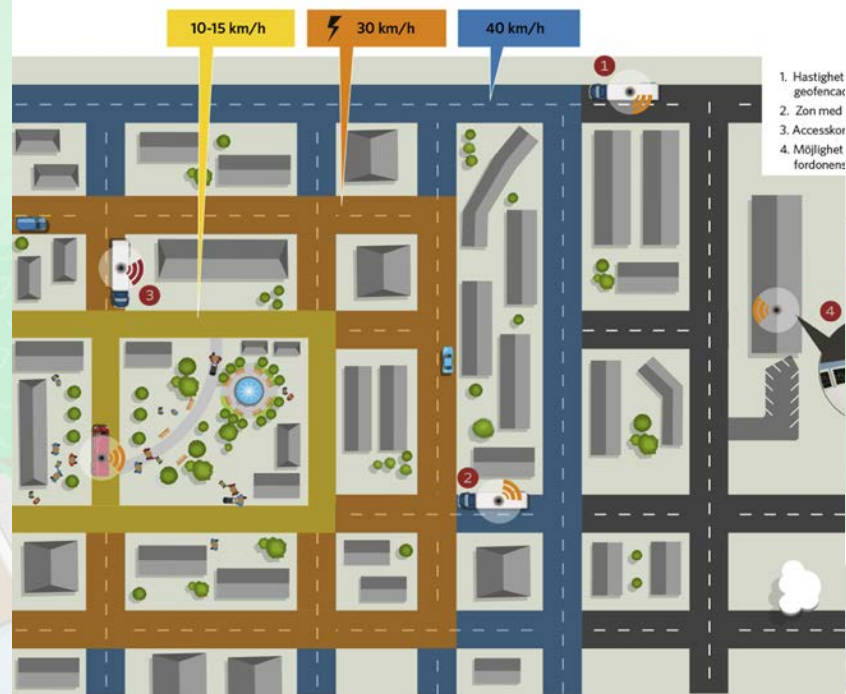 10-15 km/h
30 km/h
40 km/h
1
1. Hastighet
geofencad
2. Zon med
3. Accesskon
4. Möjlighet
fordonens
3
4
2